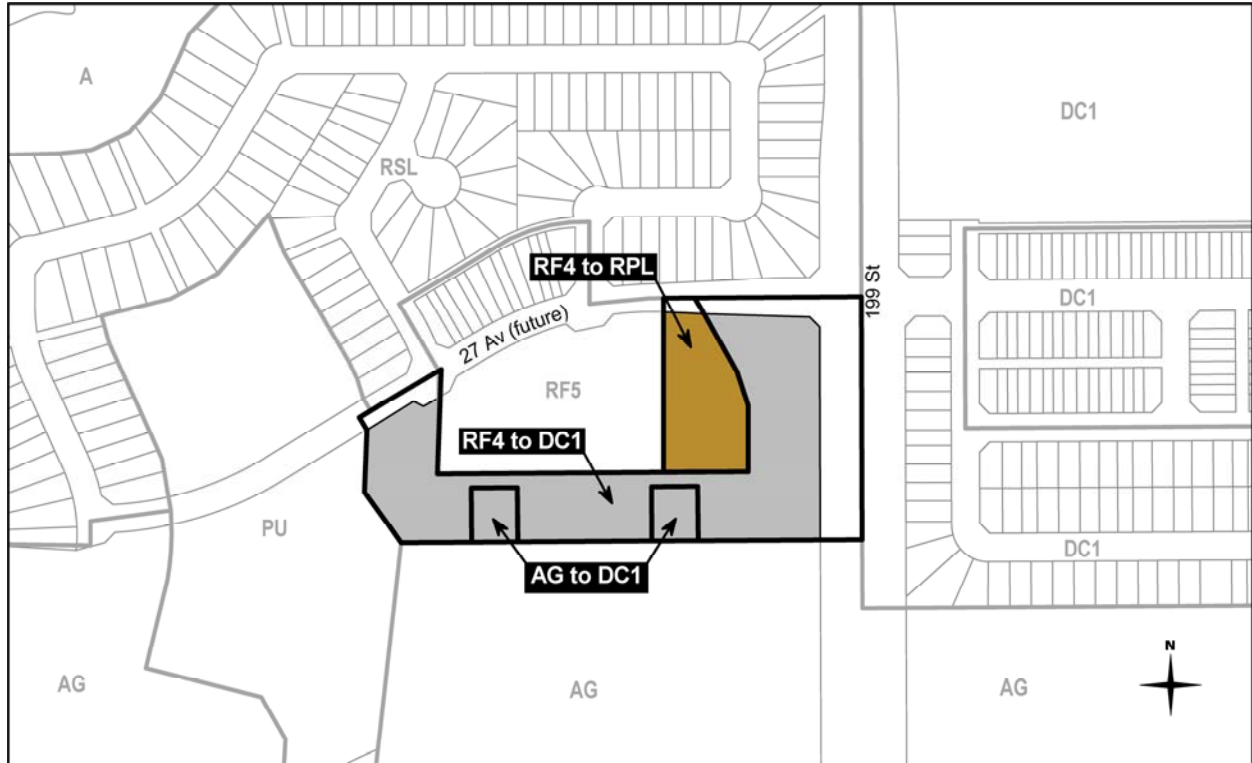 A
DC1
RSL
RF4 to RPL
199 St
DC1
27 Av (future)
RF5
RF4 to DC1
PU
DC1
AG to DC1
N
AG
AG
AG